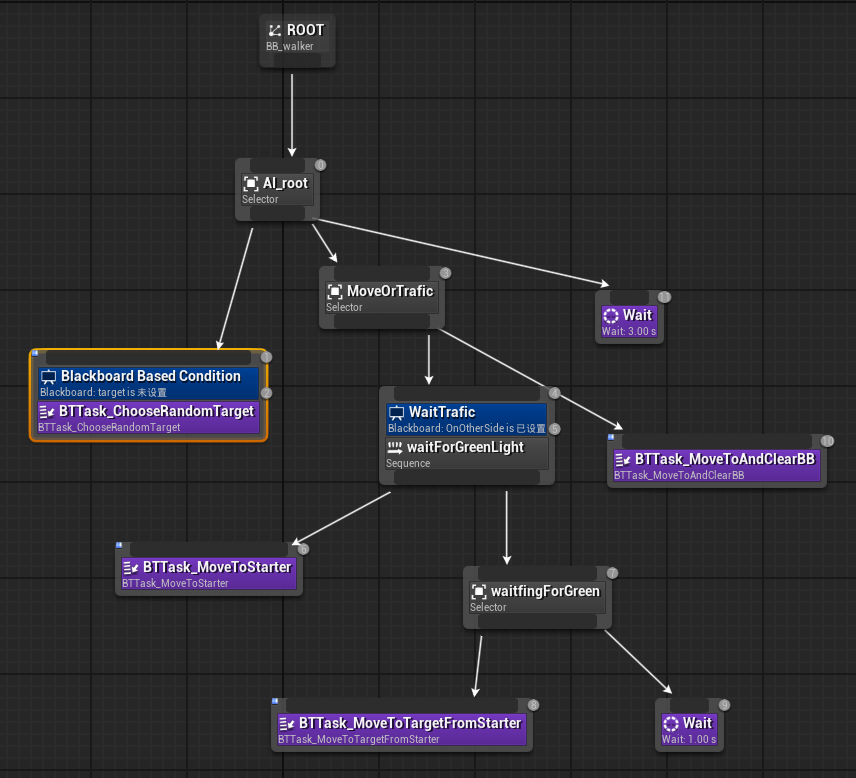 ROOT
BB_walker
0
AI_root
Selector
3
MoveOrTrafic
Selector
11
Wait
Wait: 3.00 s
1
Blackboard Based Condition
Blackboard: target is 未设置
2
BTTask_ChooseRandomTarget
BTTask_ChooseRandomTarget
4
WaitTrafic
Blackboard: OnOtherSide is 已设置
5
waitForGreenLight
Sequence
10
BTTask_MoveToAndClearBB
BTTask_MoveToAndClearBB
6
BTTask_MoveToStarter
BTTask_MoveToStarter
7
waitfingForGreen
Selector
8
BTTask_MoveToTargetFromStarter
BTTask_MoveToTargetFromStarter
9
Wait
Wait: 1.00 s